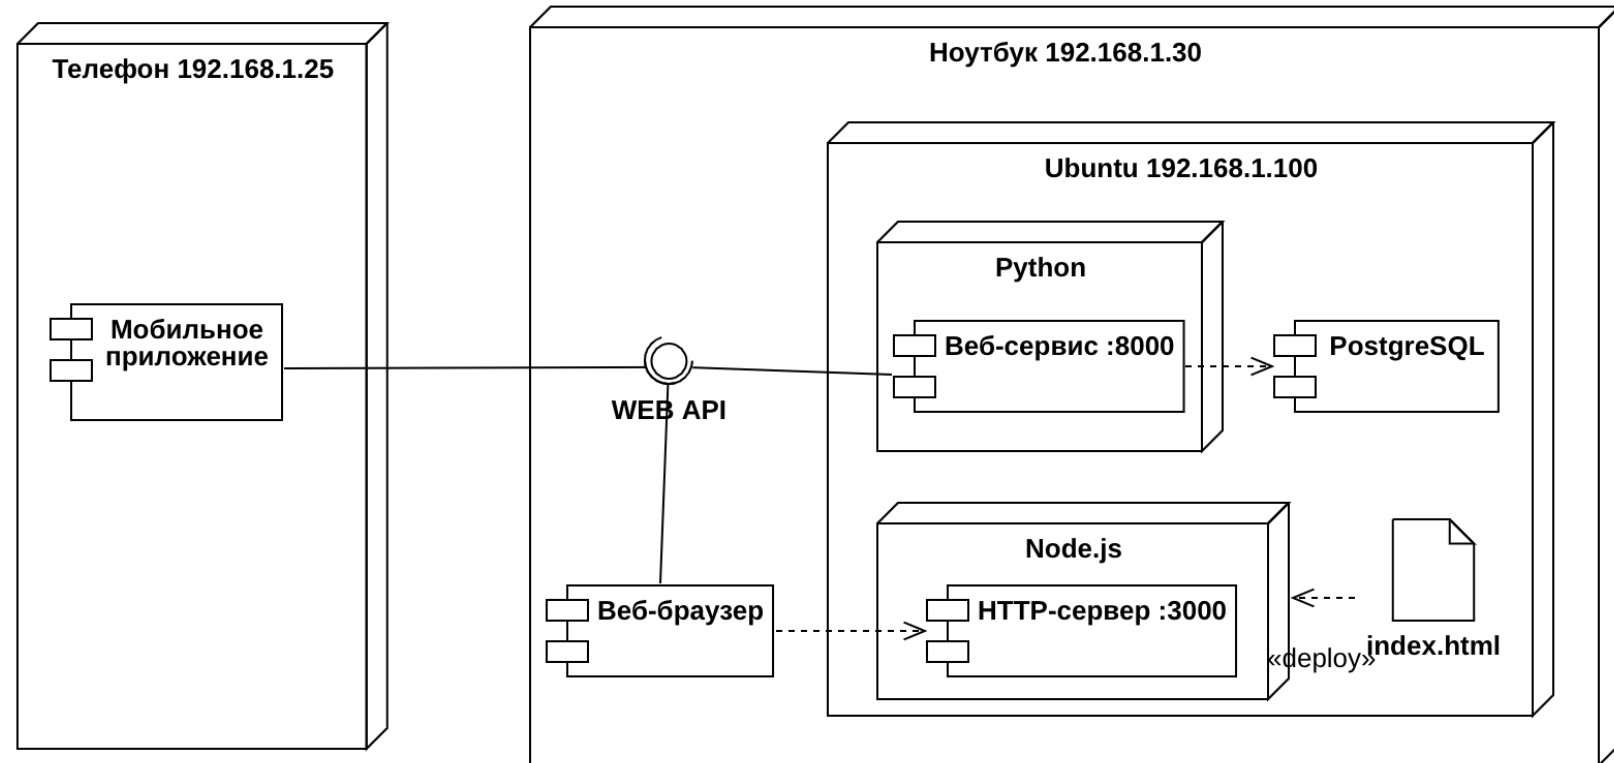 Телефон 192.168.1.25
Ноутбук 192.168.1.30
Ubuntu 192.168.1.100
Python
Мобильное
приложение
Веб-сервис :8000
PostgreSQL
WEB API
Node.js
Веб-браузер
HTTP-сервер :3000
index.html
«deploy»